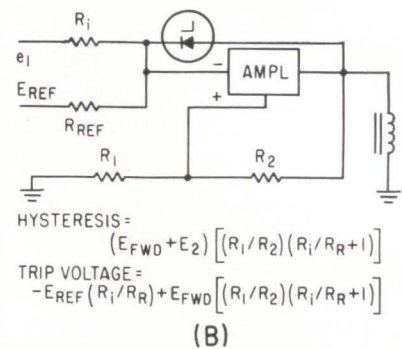 Ri
e1
EREF
RREF
AMPL
-
+
R1
R2
HYSTERESIS=
(EFWD+E2)[(R1/R2)(Ri/RR+1)]
TRIP VOLTAGE=
-EREF(Ri/RR)+EFWD[(R1/R2)(Ri/RR+1)]
(B)